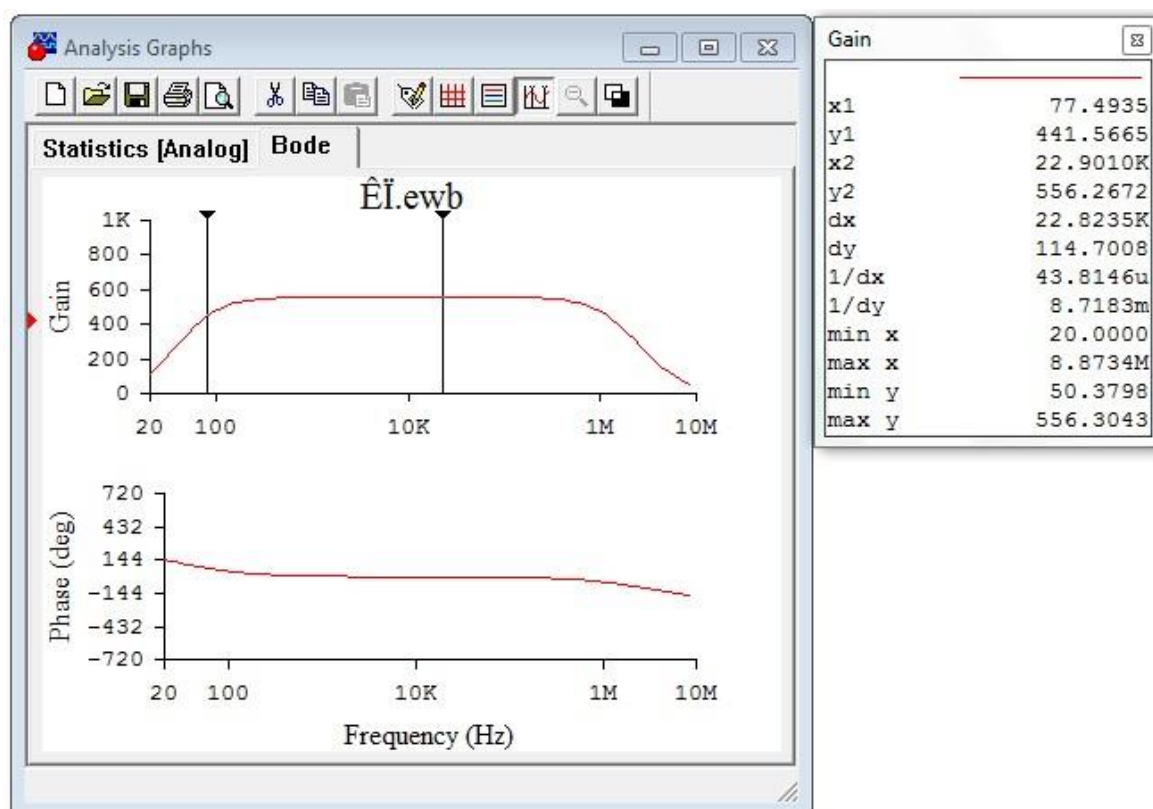 Analysis Graphs
Statistics [Analog] Bode
ÊÏ.ewb
Gain
1K
800
600
400
200
0
20 100 10K 1M 10M
Phase (deg)
720
432
144
-144
-432
-720
20 100 10K 1M 10M
Frequency (Hz)
Gain
x1 77.4935
y1 441.5665
x2 22.9010K
y2 556.2672
dx 22.8235K
dy 114.7008
1/dx 43.8146u
1/dy 8.7183m
min x 20.0000
max x 8.8734M
min y 50.3798
max y 556.3043